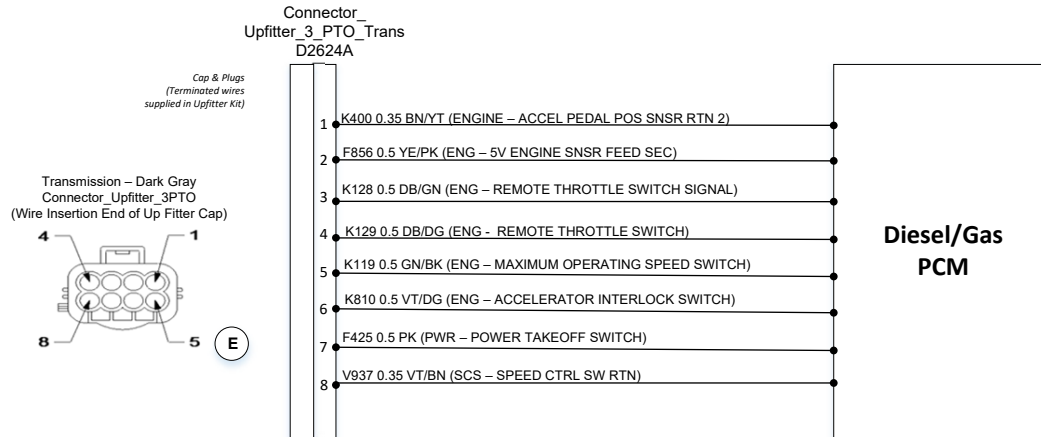 Connector_
Upfitter_3_PTO_Trans
D2624A
Cap & Plugs
(Terminated wires
supplied in Upfitter Kit)
1 K400 0.35 BN/YT (ENGINE – ACCEL PEDAL POS SNSR RTN 2)
2 F856 0.5 YE/PK (ENG – 5V ENGINE SNSR FEED SEC)
3 K128 0.5 DB/GN (ENG – REMOTE THROTTLE SWITCH SIGNAL)
4 K129 0.5 DB/DG (ENG - REMOTE THROTTLE SWITCH)
5 K119 0.5 GN/BK (ENG – MAXIMUM OPERATING SPEED SWITCH)
6 K810 0.5 VT/DG (ENG – ACCELERATOR INTERLOCK SWITCH)
7 F425 0.5 PK (PWR – POWER TAKEOFF SWITCH)
8 V937 0.35 VT/BN (SCS – SPEED CTRL SW RTN)
Transmission – Dark Gray
Connector_Upfitter_3PTO
(Wire Insertion End of Up Fitter Cap)
4 1
8 5
E
Diesel/Gas
PCM